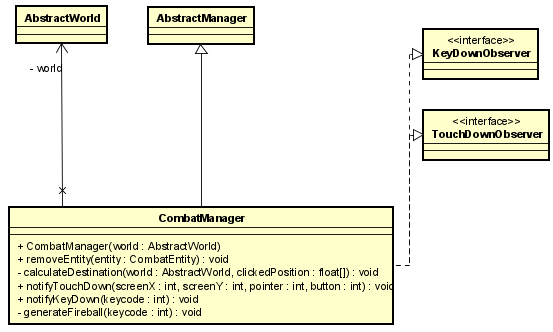 AbstractWorld
AbstractManager
<<interface>>
KeyDownObserver
- world
<<interface>>
TouchDownObserver
CombatManager
+ CombatManager(world : AbstractWorld)
+ removeEntity(entity : CombatEntity) : void
- calculateDestination(world : AbstractWorld, clickedPosition : float[]) : void
+ notifyTouchDown(screenX : int, screenY : int, pointer : int, button : int) : void
+ notifyKeyDown(keycode : int) : void
- generateFireball(keycode : int) : void